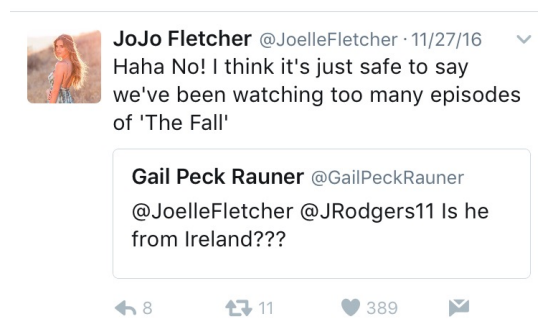 JoJo Fletcher @JoelleFletcher · 11/27/16
Haha No! I think it's just safe to say
we've been watching too many episodes
of 'The Fall'
Gail Peck Rauner @GailPeckRauner
@JoelleFletcher @JRodgers11 Is he
from Ireland???
8 11 389